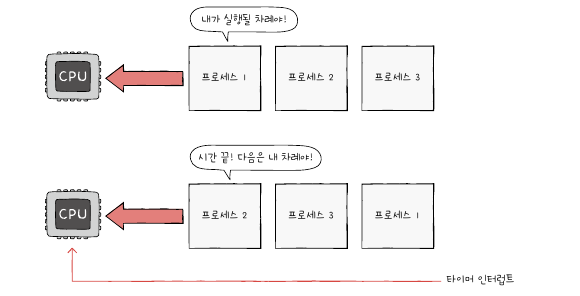 내가 실행될 차례야!
CPU
프로세스 1
프로세스 2
프로세스 3
시간 끝! 다음은 내 차례야!
CPU
프로세스 2
프로세스 3
프로세스 1
타이머 인터럽트